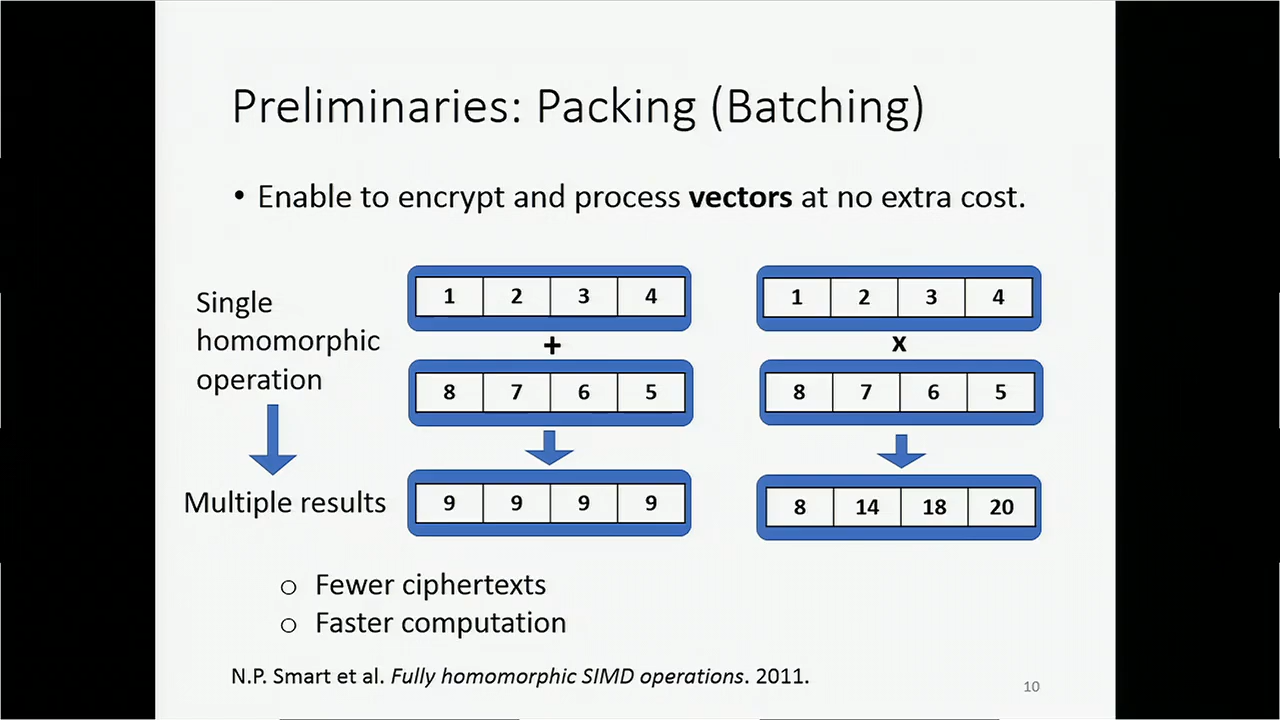 Preliminaries: Packing (Batching)
• Enable to encrypt and process vectors at no extra cost.
Single
homomorphic
operation
Multiple results
1 2 3 4
+
8 7 6 5
9 9 9 9
1 2 3 4
x
8 7 6 5
8 14 18 20
o Fewer ciphertexts
o Faster computation
N.P. Smart et al. Fully homomorphic SIMD operations. 2011.
10